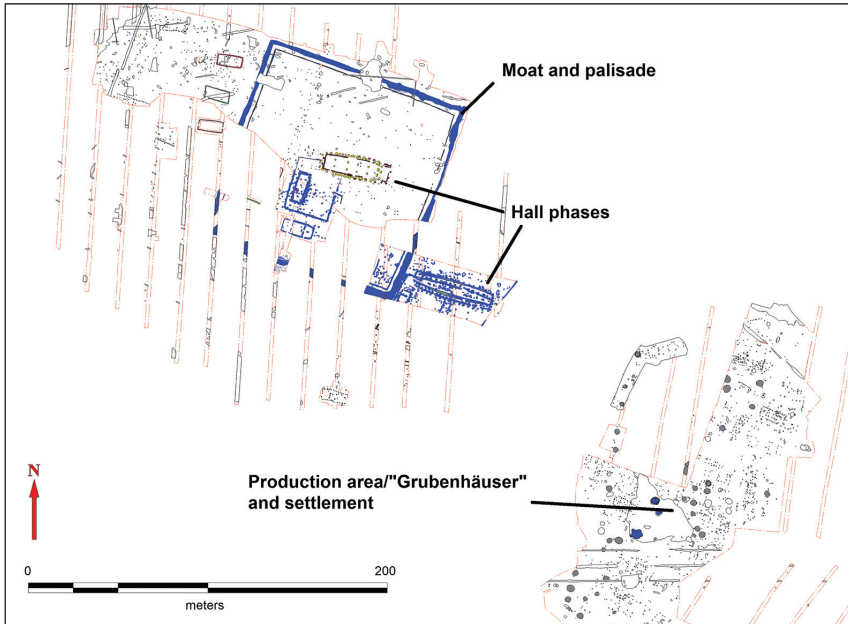 Moat and palisade
Hall phases
Production area/"Grubenhäuser"
and settlement
N
0 200
meters